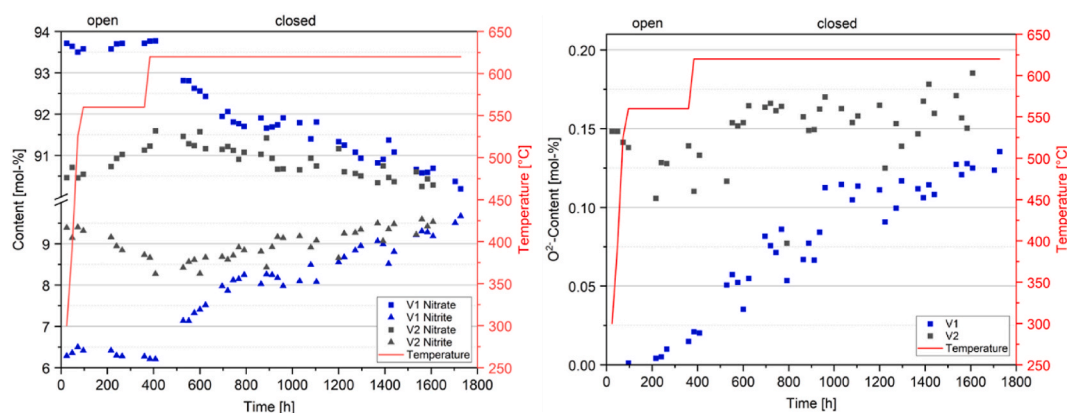 open closed
94
93
92
91
9
8
7
6
Content [mol-%]
0 200 400 600 800 1000 1200 1400 1600 1800
Time [h]
650
600
550
500
450
400
350
300
250
Temperature [°C]
V1 Nitrate
V1 Nitrite
V2 Nitrate
V2 Nitrite
Temperature
open closed
0.20
0.15
0.10
0.05
0.00
O²⁻-Content [mol-%]
0 200 400 600 800 1000 1200 1400 1600 1800
Time [h]
650
600
550
500
450
400
350
300
250
Temperature [°C]
V1
V2
Temperature